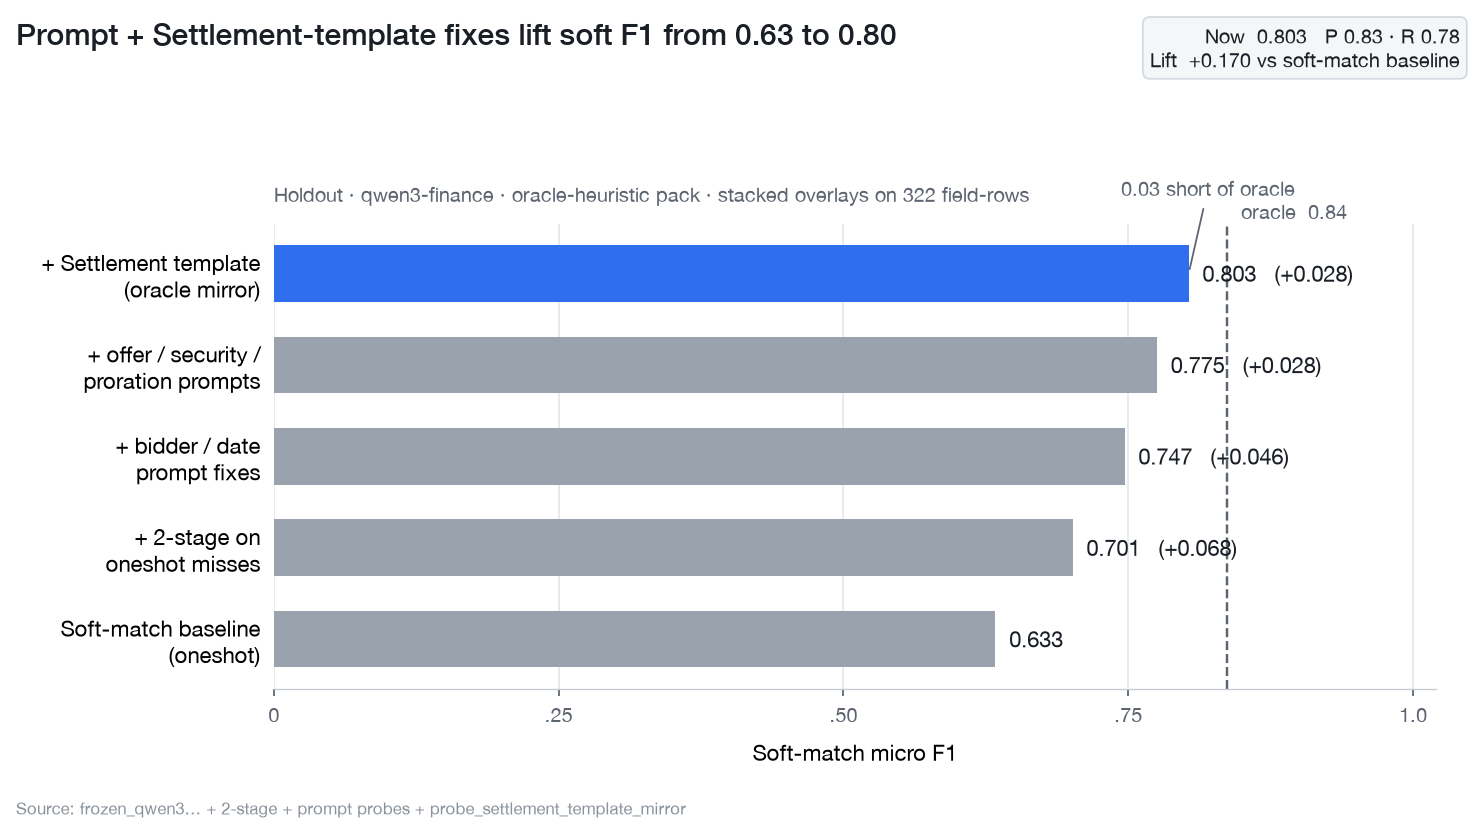 Prompt + Settlement-template fixes lift soft F1 from 0.63 to 0.80
Now 0.803 P 0.83 · R 0.78
Lift +0.170 vs soft-match baseline
Holdout · qwen3-finance · oracle-heuristic pack · stacked overlays on 322 field-rows
0.03 short of oracle
oracle 0.84
+ Settlement template
(oracle mirror)
0.803 (+0.028)
+ offer / security /
proration prompts
0.775 (+0.028)
+ bidder / date
prompt fixes
0.747 (+0.046)
+ 2-stage on
oneshot misses
0.701 (+0.068)
Soft-match baseline
(oneshot)
0.633
0 .25 .50 .75 1.0
Soft-match micro F1
Source: frozen_qwen3... + 2-stage + prompt probes + probe_settlement_template_mirror